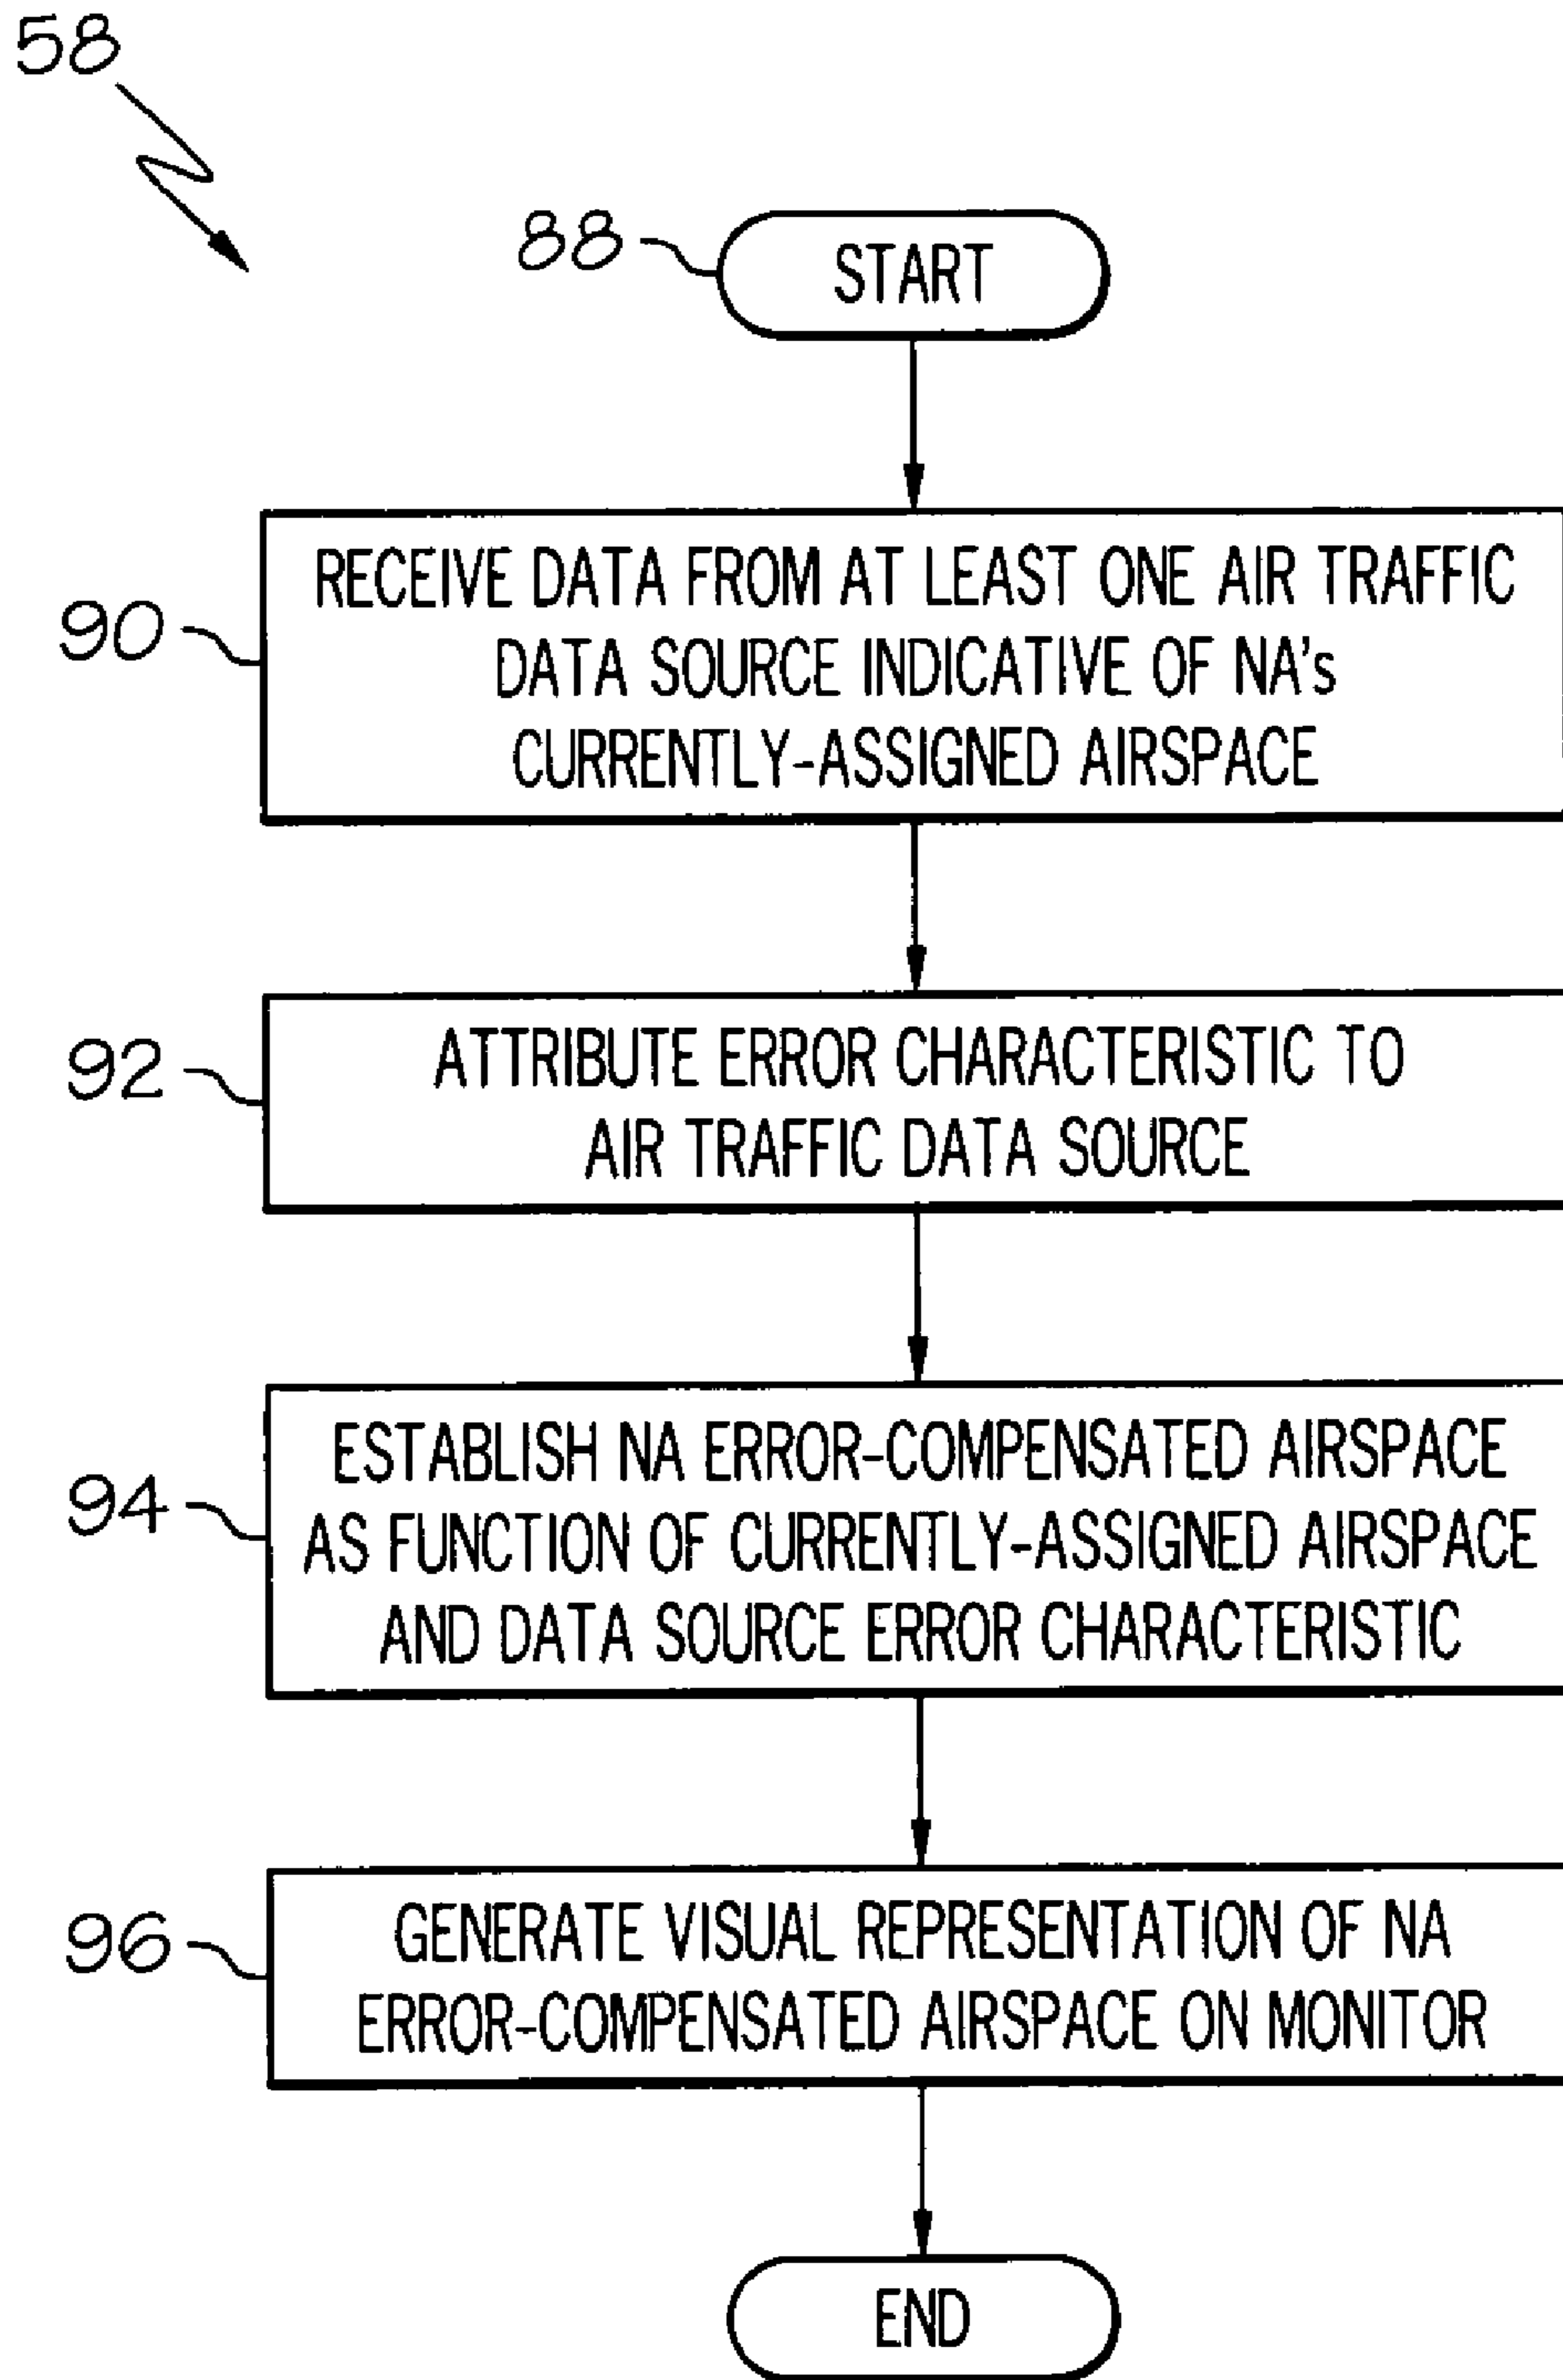 58
88
START
90
RECEIVE DATA FROM AT LEAST ONE AIR TRAFFIC
DATA SOURCE INDICATIVE OF NA's
CURRENTLY-ASSIGNED AIRSPACE
92
ATTRIBUTE ERROR CHARACTERISTIC TO
AIR TRAFFIC DATA SOURCE
94
ESTABLISH NA ERROR-COMPENSATED AIRSPACE
AS FUNCTION OF CURRENTLY-ASSIGNED AIRSPACE
AND DATA SOURCE ERROR CHARACTERISTIC
96
GENERATE VISUAL REPRESENTATION OF NA
ERROR-COMPENSATED AIRSPACE ON MONITOR
END